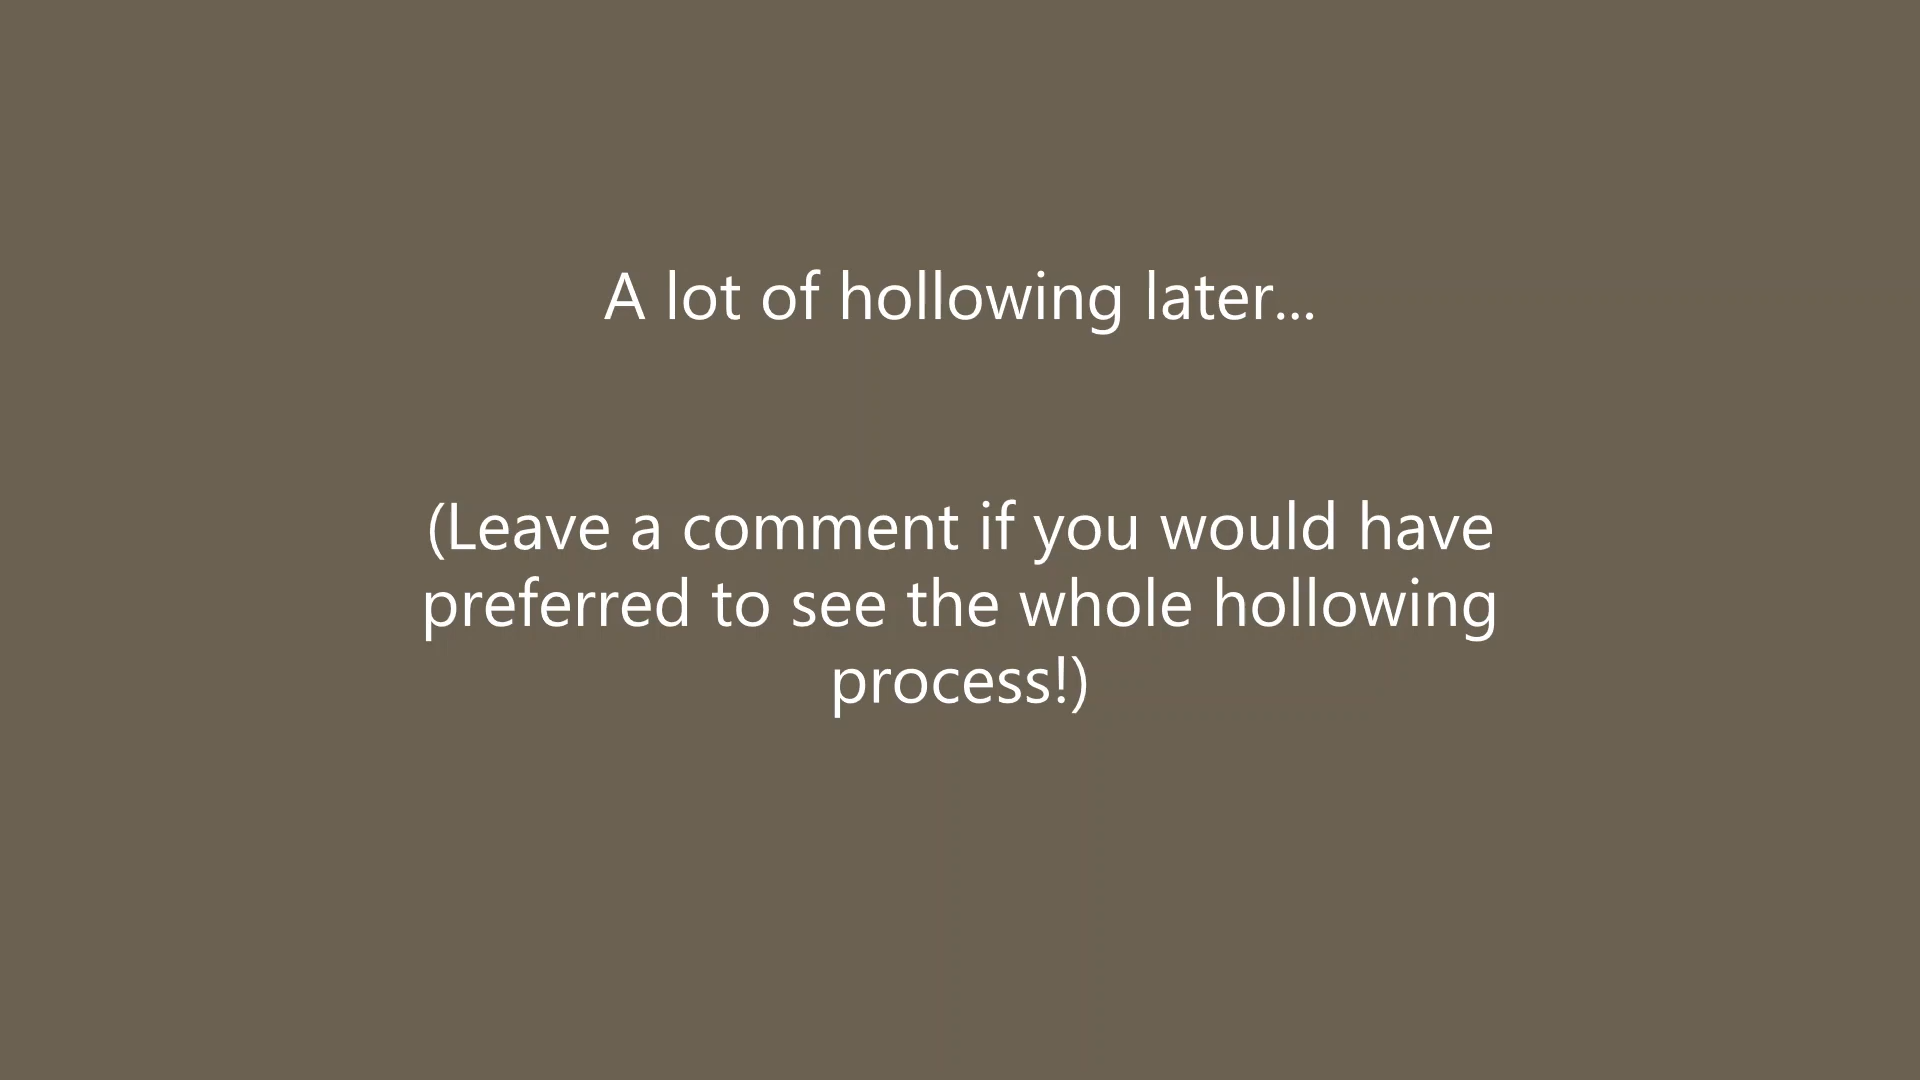 A lot of hollowing later...
(Leave a comment if you would have
preferred to see the whole hollowing
process!)